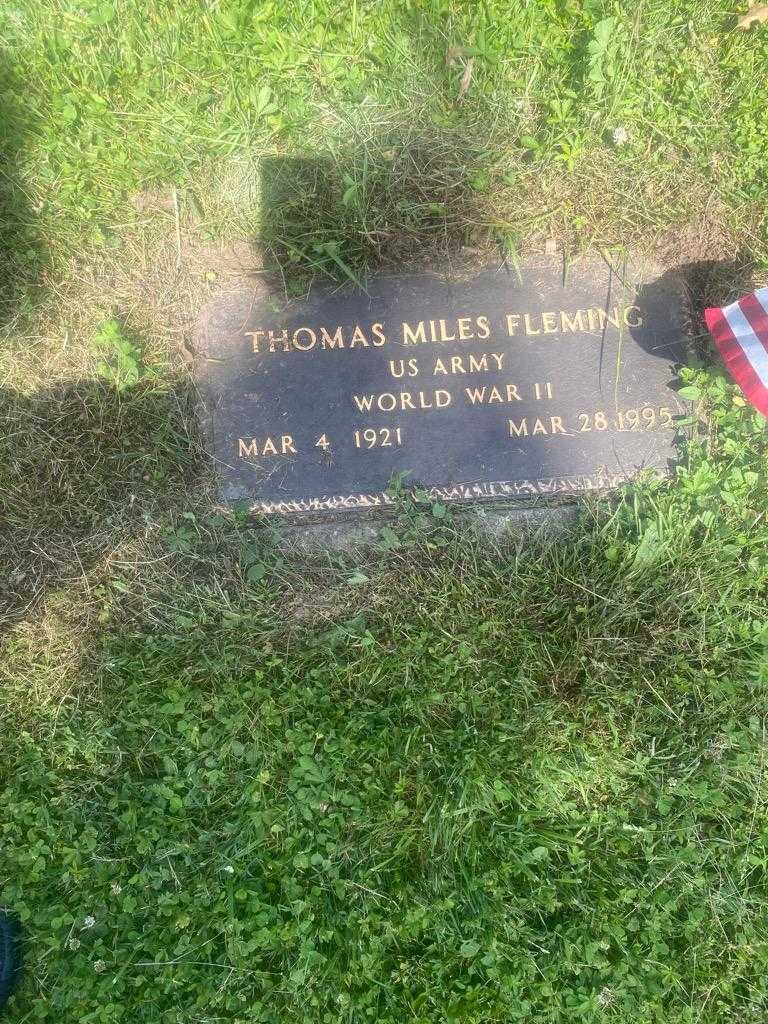 THOMAS MILES FLEMING
US ARMY
WORLD WAR II
MAR 4 1921 MAR 28 1995